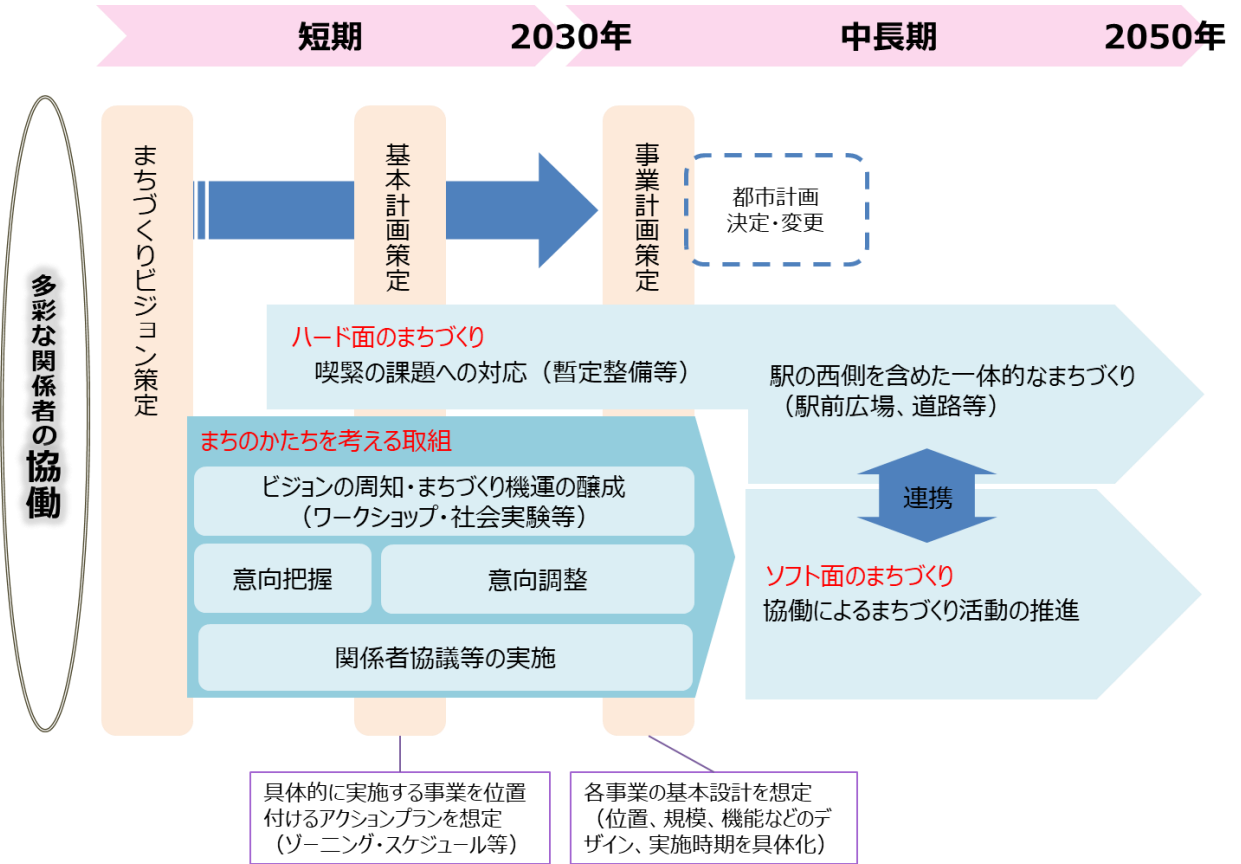 短期
2030年
中長期
2050年
多彩な関係者の協働
まちづくりビジョン策定
基本計画策定
事業計画策定
都市計画
決定・変更
ハード面のまちづくり
喫緊の課題への対応（暫定整備等）
駅の西側を含めた一体的なまちづくり
（駅前広場、道路等）
まちのかたちを考える取組
ビジョンの周知・まちづくり機運の醸成
（ワークショップ・社会実験等）
意向把握
意向調整
関係者協議等の実施
連携
ソフト面のまちづくり
協働によるまちづくり活動の推進
具体的に実施する事業を位置
付けるアクションプランを想定
（ゾーニング・スケジュール等）
各事業の基本設計を想定
（位置、規模、機能などのデ
ザイン、実施時期を具体化）